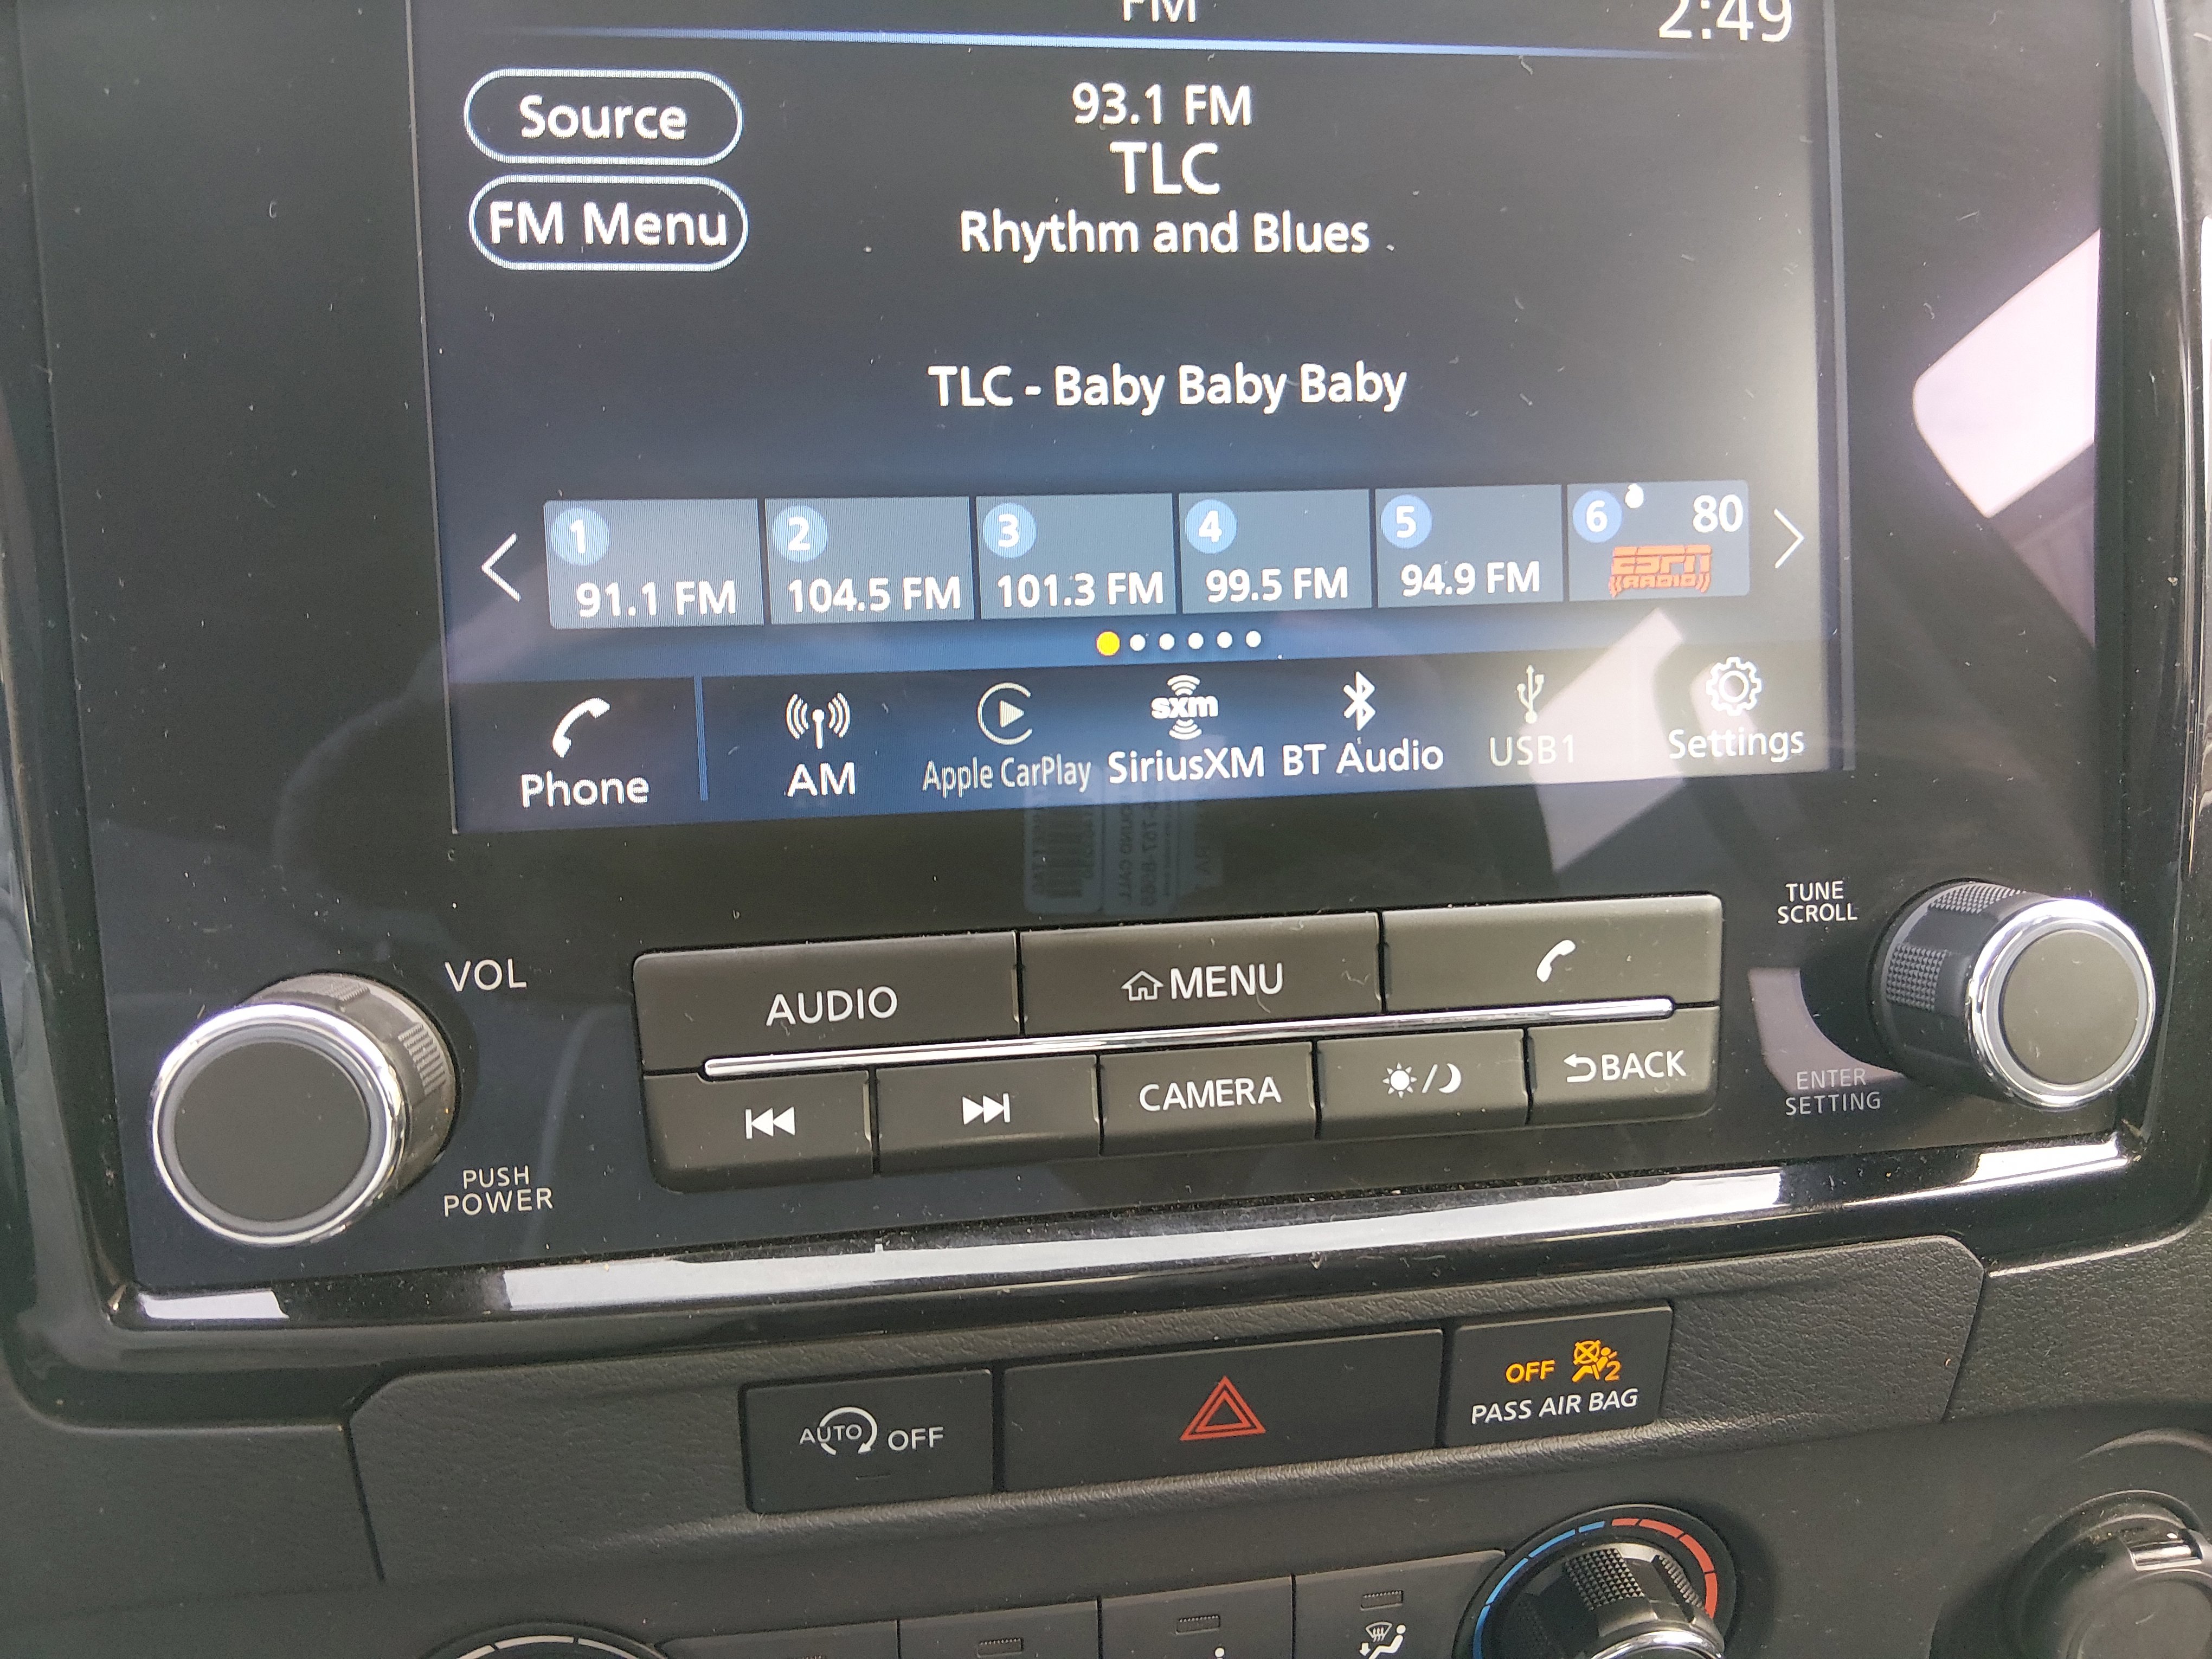 FM
2:49
Source
93.1 FM
TLC
FM Menu
Rhythm and Blues
TLC - Baby Baby Baby
1 2 3 4 5 6 80
91.1 FM 104.5 FM 101.3 FM 99.5 FM 94.9 FM ESPN
RADIO
sxm
Phone AM Apple CarPlay SiriusXM BT Audio USB1 Settings
TUNE
SCROLL
VOL
AUDIO MENU
CAMERA BACK
ENTER
SETTING
PUSH
POWER
AUTO OFF
OFF 2
PASS AIR BAG